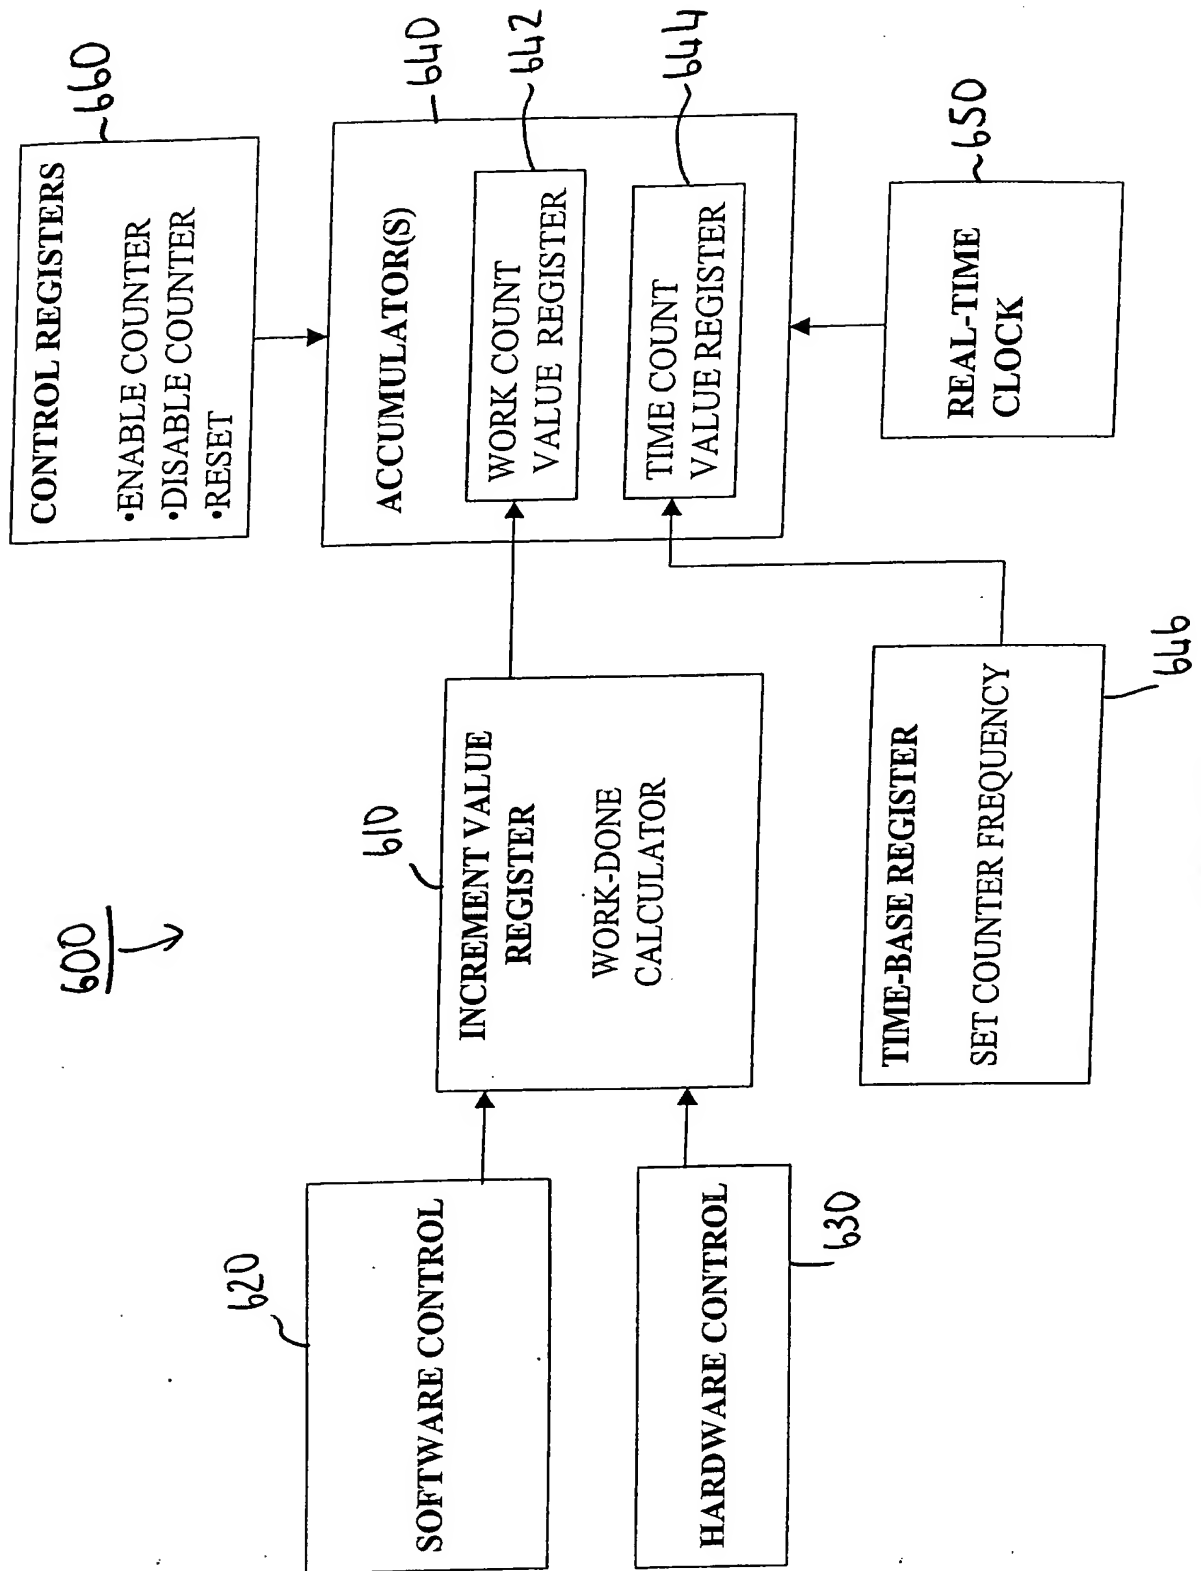 600
CONTROL REGISTERS
•ENABLE COUNTER
•DISABLE COUNTER
•RESET
660
ACCUMULATOR(S)
640
WORK COUNT
VALUE REGISTER
642
TIME COUNT
VALUE REGISTER
644
REAL-TIME
CLOCK
650
610
INCREMENT VALUE
REGISTER
WORK-DONE
CALCULATOR
TIME-BASE REGISTER
SET COUNTER FREQUENCY
646
620
SOFTWARE CONTROL
HARDWARE CONTROL
630